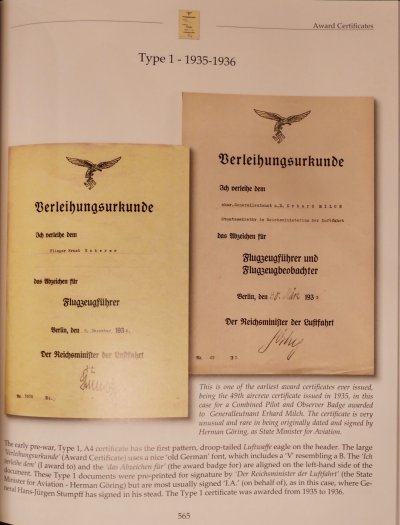 Award Certificates
Type 1 - 1935-1936
Verleihungsurkunde
Ich verleihe dem
Flieger Ernst
das Abzeichen für
Flugzeugführer
Berlin, den 193
Der Reichsminister der Luftfahrt
Verleihungsurkunde
Ich verleihe dem
char. Generalleutnant a.D. Erhard MILCH
Staatssekretär im Reichsministerium der Luftfahrt
das Abzeichen für
Flugzeugführer und
Flugzeugbeobachter
Berlin, den 28. März 193
Der Reichsminister der Luftfahrt
This is one of the earliest award certificates ever issued,
being the 49th aircrew certificate issued in 1935, in this
case for a Combined Pilot and Observer Badge awarded
to Generalleutnant Erhard Milch. The certificate is very
unusual and rare in being originally dated and signed by
Herman Göring, as State Minister for Aviation.
The early pre-war, Type 1, A4 certificate has the first pattern, droop-tailed Luftwaffe eagle on the header. The large
'Verleihungsurkunde' (Award Certificate) uses a nice 'old German' font, which includes a 'V' resembling a B. The 'Ich
verleihe dem' (I award to) and the 'das Abzeichen für' (the award badge for) are aligned on the left-hand side of the
document. These Type 1 documents were pre-printed for signature by 'Der Reichsminister der Luftfahrt' (the State
Minister for Aviation - Herman Göring) but are most usually signed 'I.A.' (on behalf of), as in this case, where Ge-
neral Hans-Jürgen Stumpff has signed in his stead. The Type 1 certificate was awarded from 1935 to 1936.
565